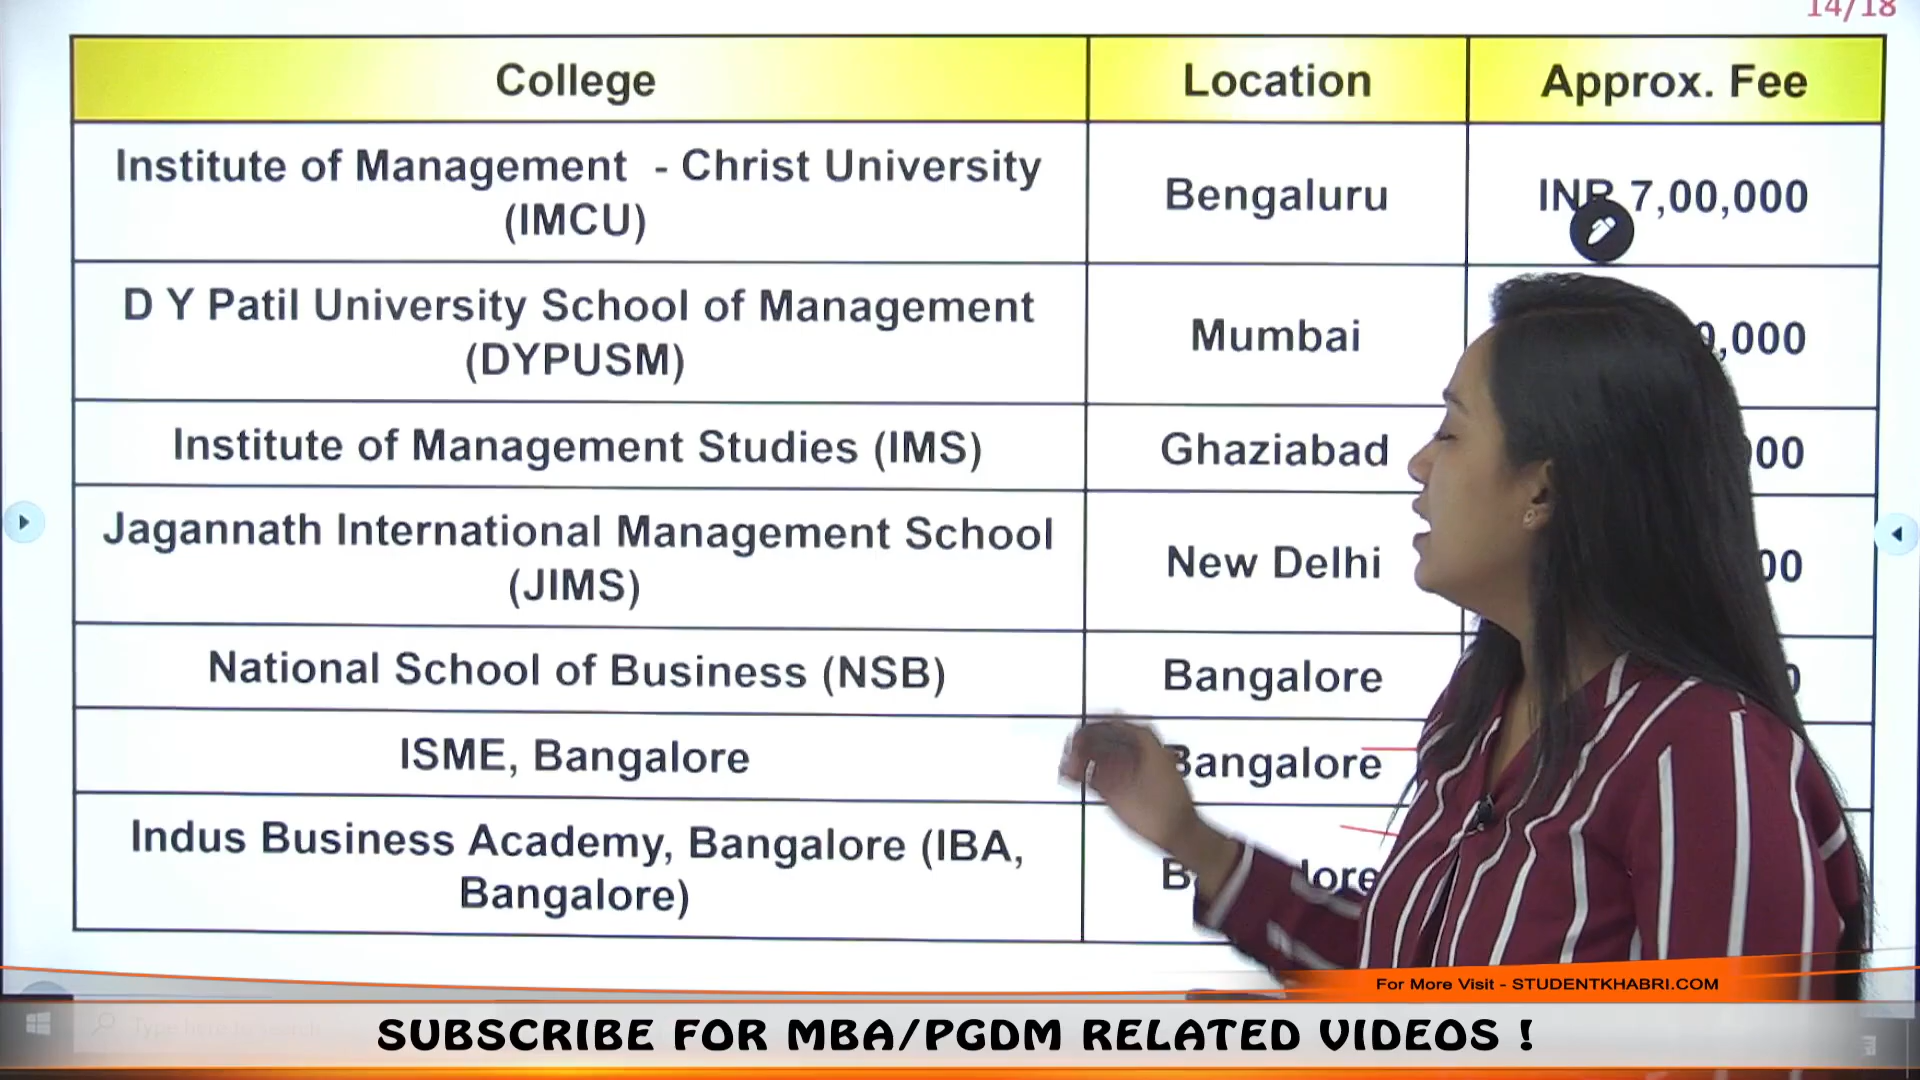 14/18
College Location Approx. Fee
Institute of Management - Christ University
(IMCU)
Bengaluru
INR 7,00,000
D Y Patil University School of Management
(DYPUSM)
Mumbai
,000
Institute of Management Studies (IMS)
Ghaziabad
Jagannath International Management School
(JIMS)
New Delhi
National School of Business (NSB)
Bangalore
ISME, Bangalore
Bangalore
Indus Business Academy, Bangalore (IBA,
Bangalore)
For More Visit - STUDENTKHABRI.COM
SUBSCRIBE FOR MBA/PGDM RELATED VIDEOS !